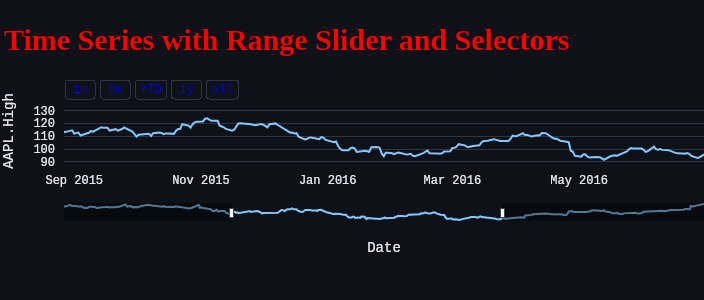 Time Series with Range Slider and Selectors
1m 6m YTD 1y all
AAPL.High
130
120
110
100
90
Sep 2015 Nov 2015 Jan 2016 Mar 2016 May 2016
Date